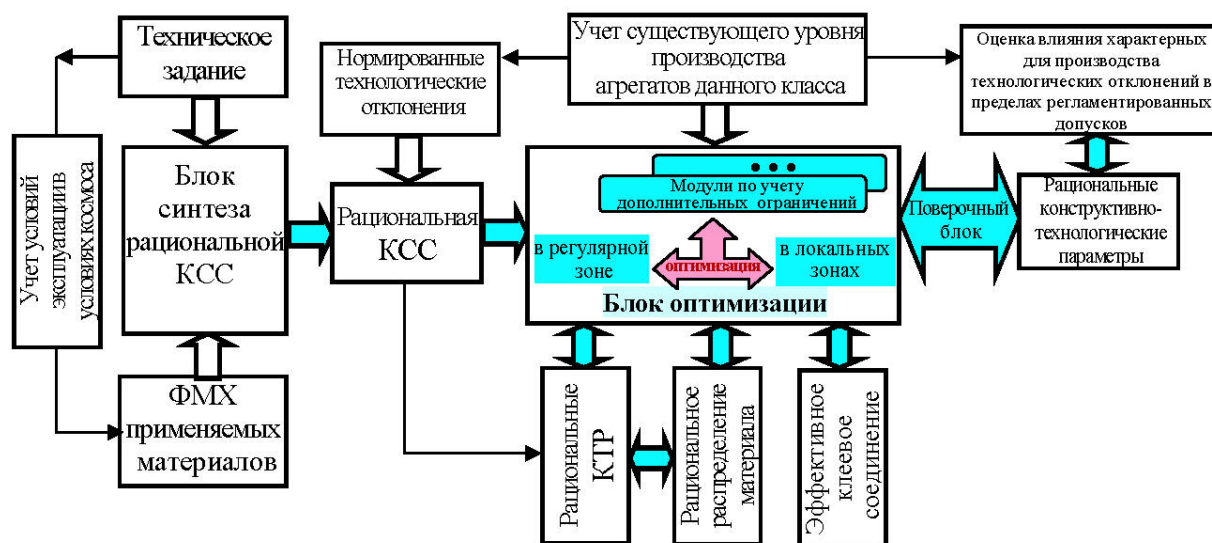 Техническое
задание
Учет условий
эксплуатациив
условиях космоса
Блок
синтеза
рациональной
КСС
ФМХ
применяемых
материалов
Нормированные
технологические
отклонения
Рациональная
КСС
Учет существующего уровня
производства
агрегатов данного класса
Модули по учету
дополнительных ограничений
в регулярной
зоне
оптимизация
в локальных
зонах
Блок оптимизации
Рациональные
КТР
Рациональное
распределение
материала
Эффективное
клеевое
соединение
Поверочный
блок
Оценка влияния характерных
для производства
технологических отклонений в
пределах регламентированных
допусков
Рациональные
конструктивно-
технологические
параметры